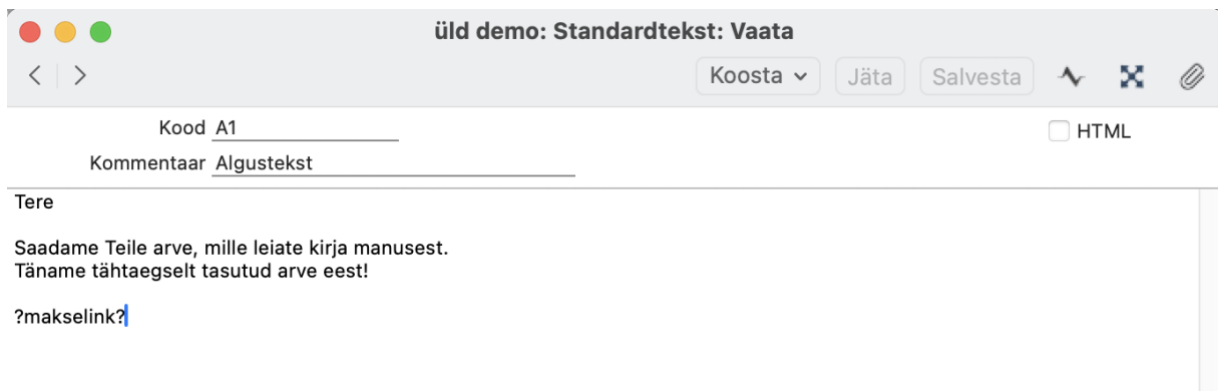 üld demo: Standardtekst: Vaata
Koosta Jäta Salvesta
Kood A1
HTML
Kommentaar Algustekst
Tere
Saadame Teile arve, mille leiate kirja manusest.
Täname tähtaegselt tasutud arve eest!
?makselink?